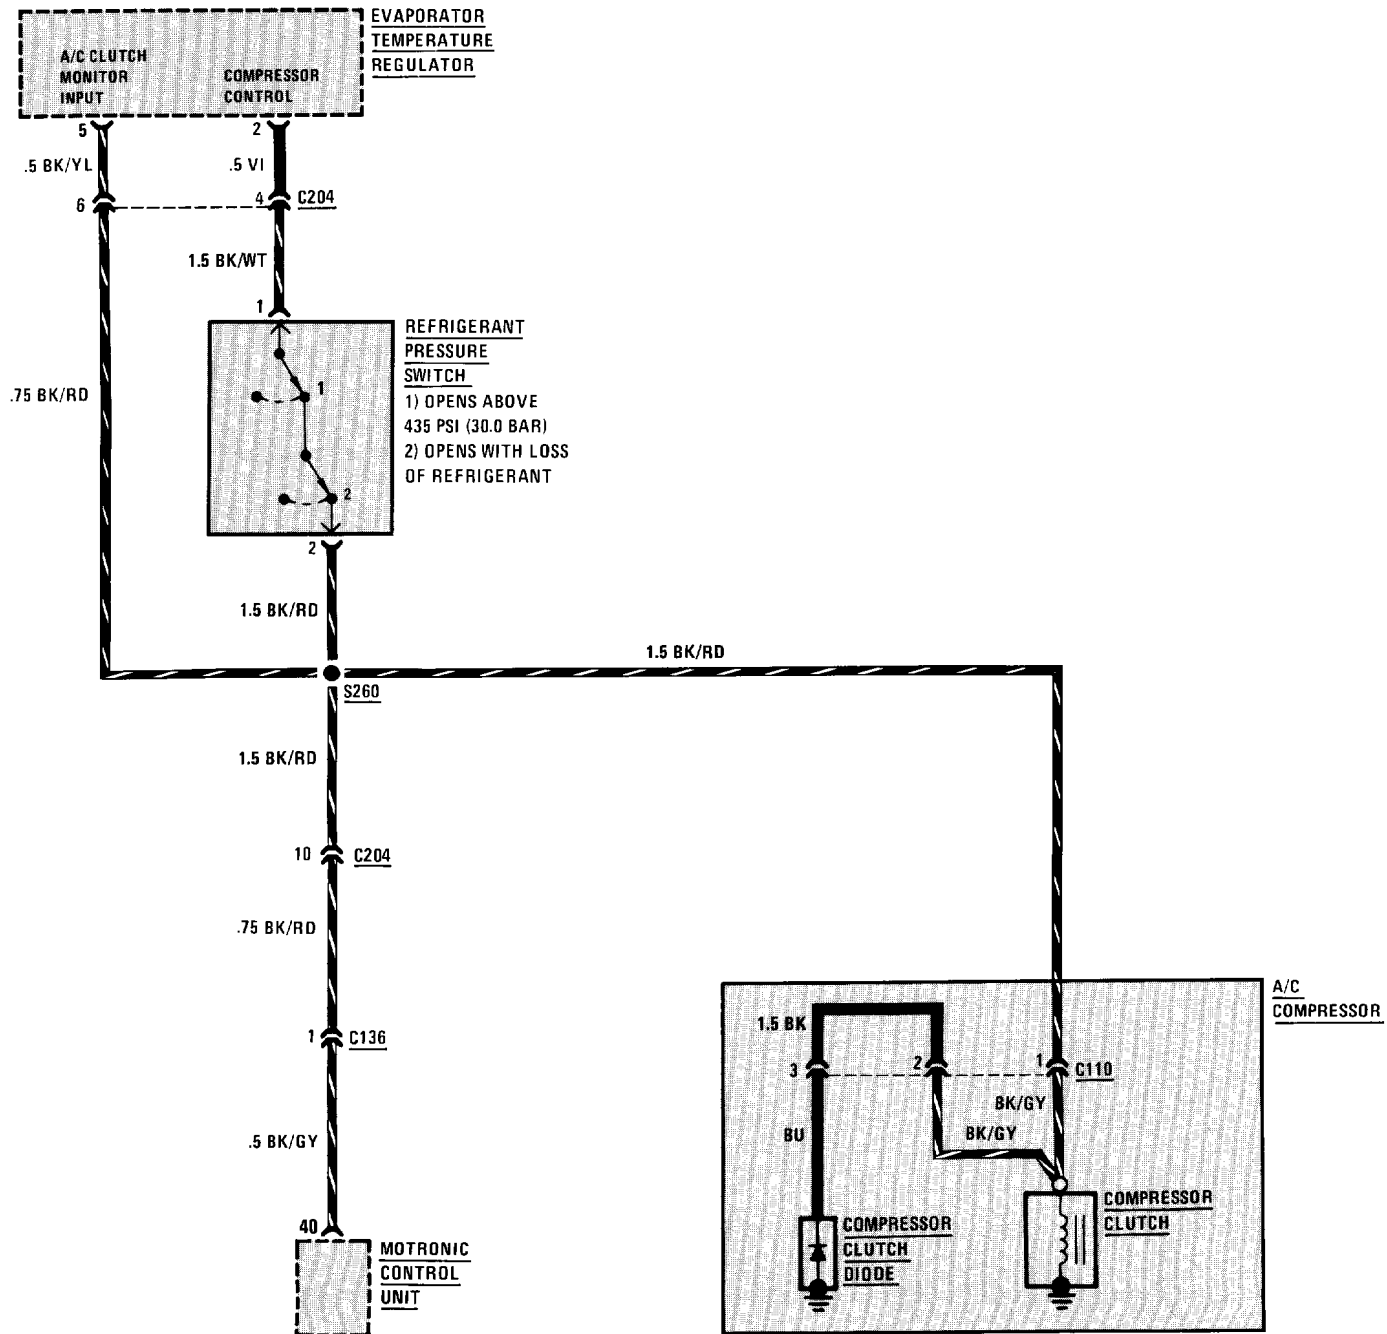 EVAPORATOR
TEMPERATURE
REGULATOR
A/C CLUTCH
MONITOR
INPUT
COMPRESSOR
CONTROL
5
2
.5 BK/YL
.5 VI
6
4
C204
1.5 BK/WT
1
REFRIGERANT
PRESSURE
SWITCH
1) OPENS ABOVE
435 PSI (30.0 BAR)
2) OPENS WITH LOSS
OF REFRIGERANT
1
2
.75 BK/RD
2
1.5 BK/RD
1.5 BK/RD
S260
1.5 BK/RD
10
C204
.75 BK/RD
1
C136
.5 BK/GY
40
MOTRONIC
CONTROL
UNIT
A/C
COMPRESSOR
1.5 BK
3
2
1
C110
BK/GY
BK/GY
BU
COMPRESSOR
CLUTCH
DIODE
COMPRESSOR
CLUTCH